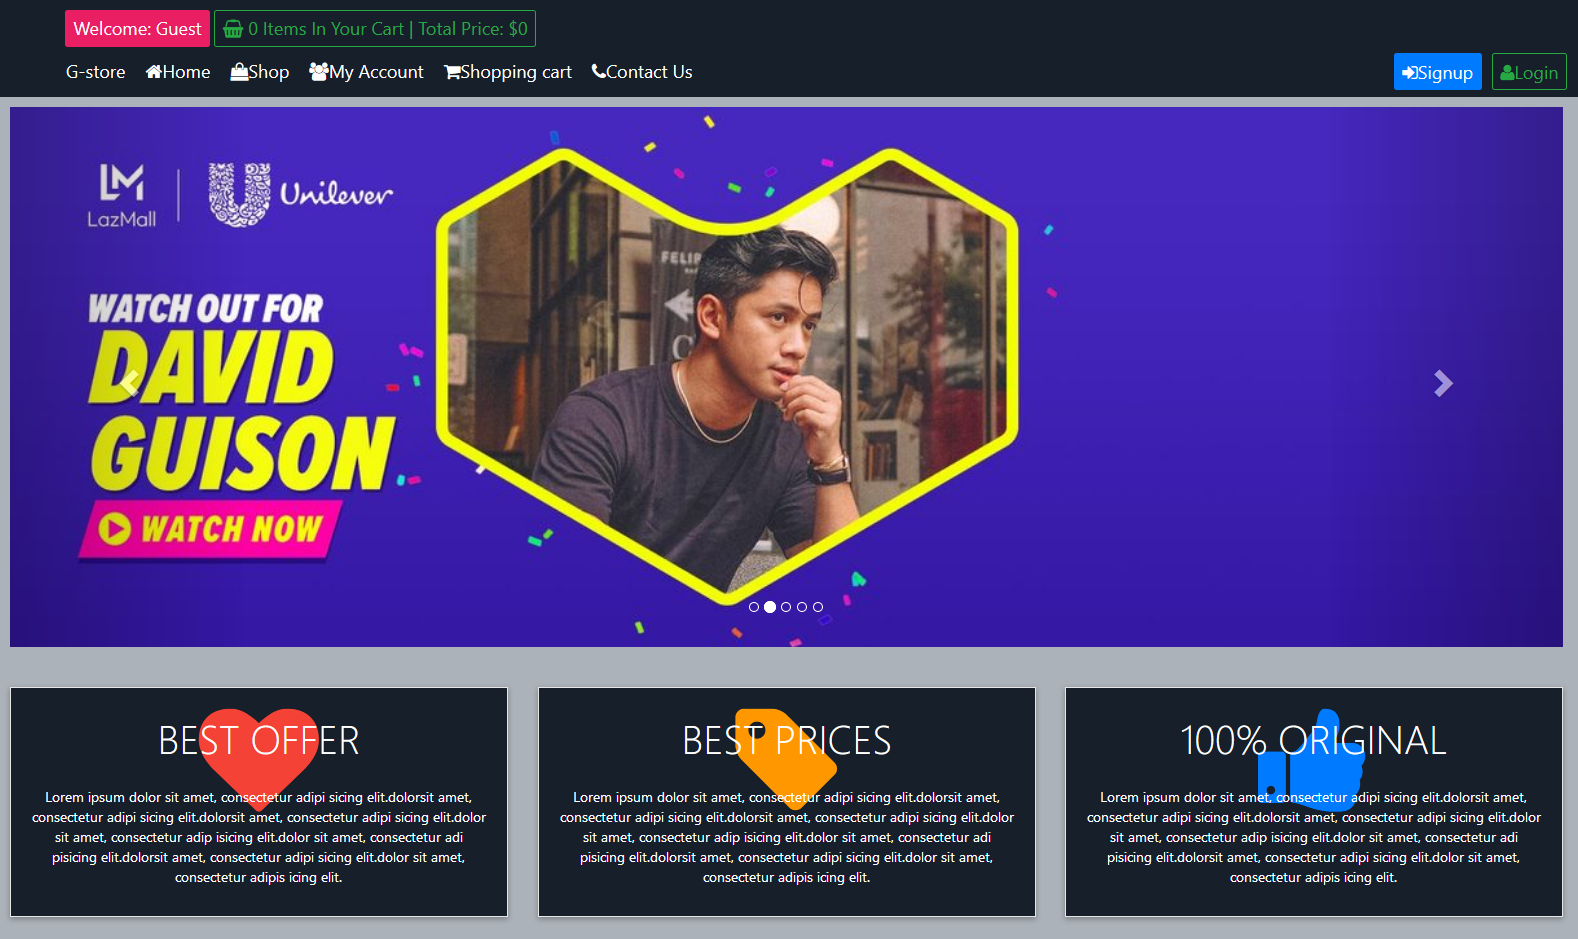 Welcome: Guest
0 Items In Your Cart | Total Price: $0
G-store
Home
Shop
My Account
Shopping cart
Contact Us
Signup
Login
LM
LazMall
U
Unilever
WATCH OUT FOR
DAVID
GUISON
WATCH NOW
BEST OFFER
Lorem ipsum dolor sit amet, consectetur adipi sicing elit.dolorsit amet,
consectetur adipi sicing elit.dolorsit amet, consectetur adipi sicing elit.dolor
sit amet, consectetur adip isicing elit.dolor sit amet, consectetur adi
pisicing elit.dolorsit amet, consectetur adipi sicing elit.dolor sit amet,
consectetur adipis icing elit.
BEST PRICES
Lorem ipsum dolor sit amet, consectetur adipi sicing elit.dolorsit amet,
consectetur adipi sicing elit.dolorsit amet, consectetur adipi sicing elit.dolor
sit amet, consectetur adip isicing elit.dolor sit amet, consectetur adi
pisicing elit.dolorsit amet, consectetur adipi sicing elit.dolor sit amet,
consectetur adipis icing elit.
100% ORIGINAL
Lorem ipsum dolor sit amet, consectetur adipi sicing elit.dolorsit amet,
consectetur adipi sicing elit.dolorsit amet, consectetur adipi sicing elit.dolor
sit amet, consectetur adip isicing elit.dolor sit amet, consectetur adi
pisicing elit.dolorsit amet, consectetur adipi sicing elit.dolor sit amet,
consectetur adipis icing elit.